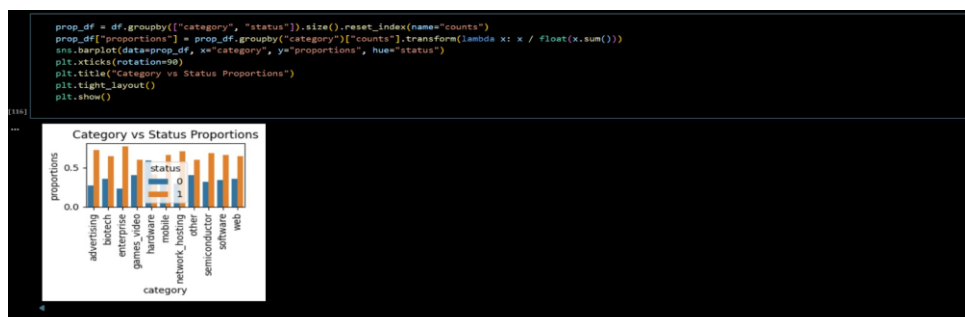 prop_df = df.groupby(["category", "status"]).size().reset_index(name="counts")
prop_df["proportions"] = prop_df.groupby("category")["counts"].transform(lambda x: x / float(x.sum()))
sns.barplot(data=prop_df, x="category", y="proportions", hue="status")
plt.xticks(rotation=90)
plt.title("Category vs Status Proportions")
plt.tight_layout()
plt.show()
[116]
...
Category vs Status Proportions
proportions
0.5
0.0
status
0
1
advertising
biotech
enterprise
games_video
hardware
mobile
network_hosting
other
semiconductor
software
web
category